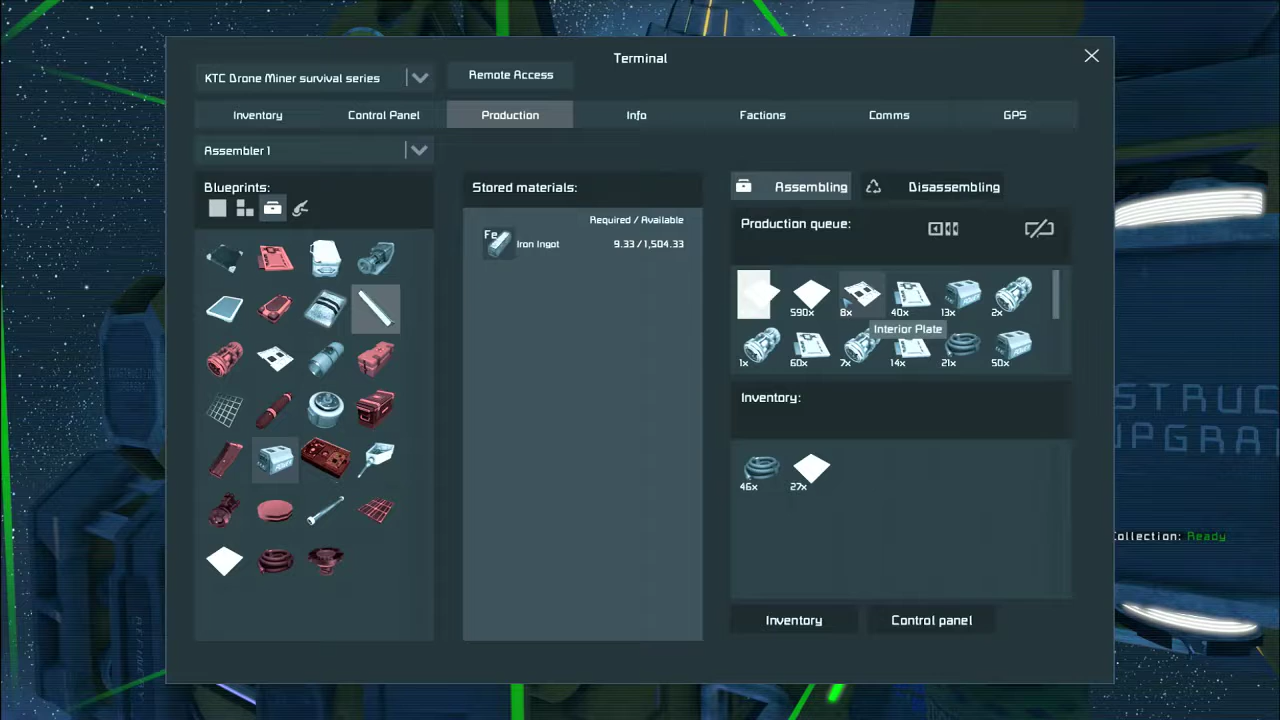 Terminal
KTC Drone Miner survival series
Remote Access
Inventory
Control Panel
Production
Info
Factions
Comms
GPS
Assembler 1
Blueprints:
Stored materials:
Assembling
Disassembling
Required / Available
Fe
Iron Ingot
9.33 / 1,504.33
Production queue:
590x
8x
40x
13x
2x
Interior Plate
1x
60x
7x
14x
21x
50x
Inventory:
46x
27x
Inventory
Control panel
STRUC
UPGRA
Collection: Ready